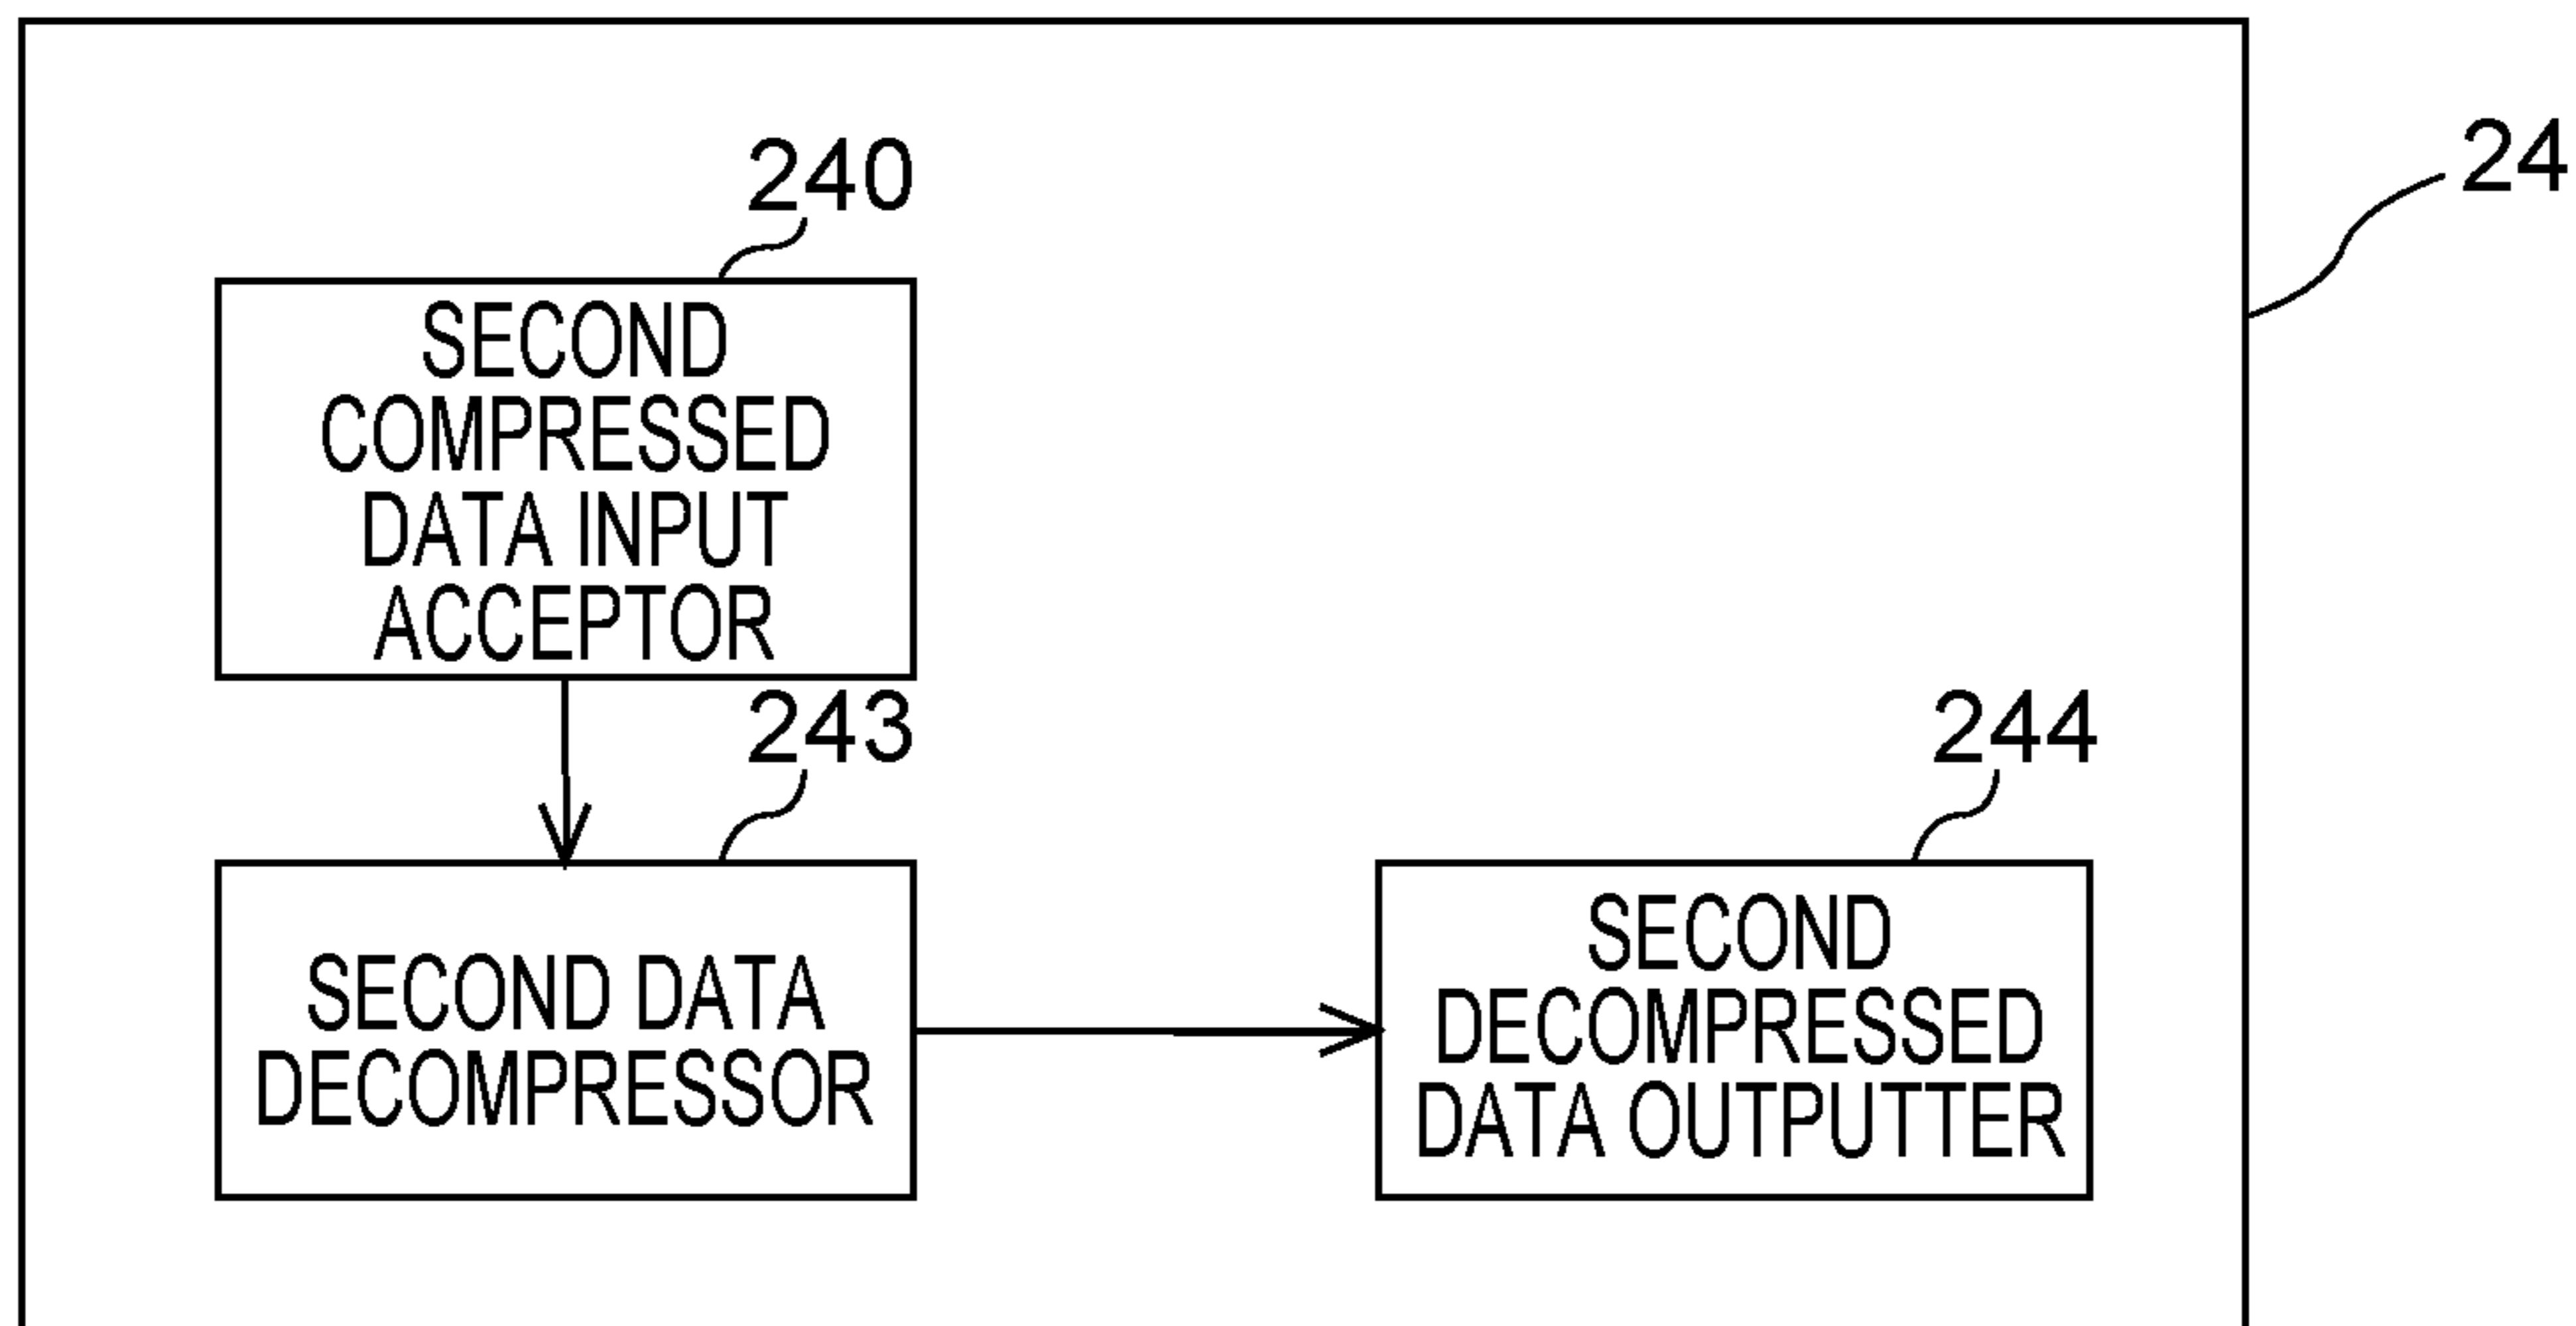 24
240
SECOND
COMPRESSED
DATA INPUT
ACCEPTOR
243
SECOND DATA
DECOMPRESSOR
244
SECOND
DECOMPRESSED
DATA OUTPUTTER